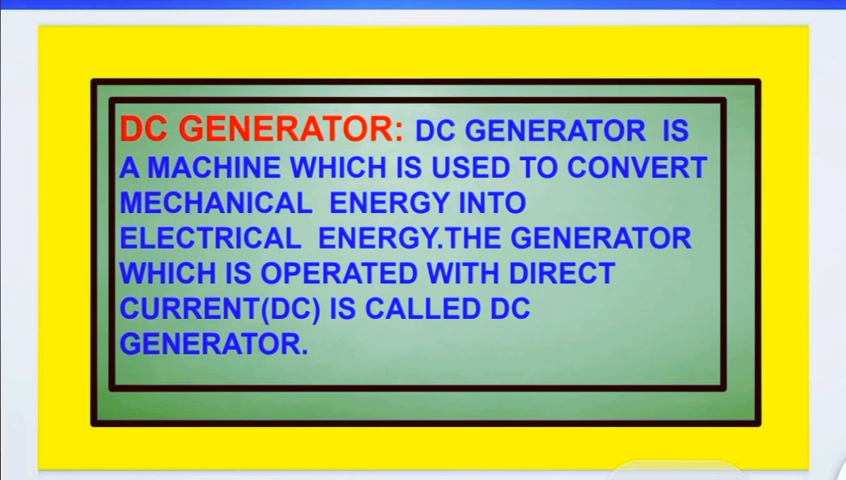 DC GENERATOR: DC GENERATOR IS
A MACHINE WHICH IS USED TO CONVERT
MECHANICAL ENERGY INTO
ELECTRICAL ENERGY.THE GENERATOR
WHICH IS OPERATED WITH DIRECT
CURRENT(DC) IS CALLED DC
GENERATOR.